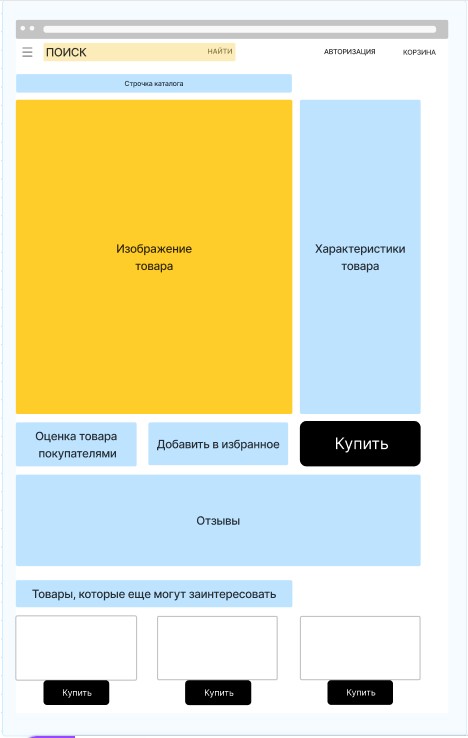 ПОИСК
НАЙТИ
АВТОРИЗАЦИЯ
КОРЗИНА
Строчка каталога
Изображение
товара
Характеристики
товара
Оценка товара
покупателями
Добавить в избранное
Купить
Отзывы
Товары, которые еще могут заинтересовать
Купить
Купить
Купить